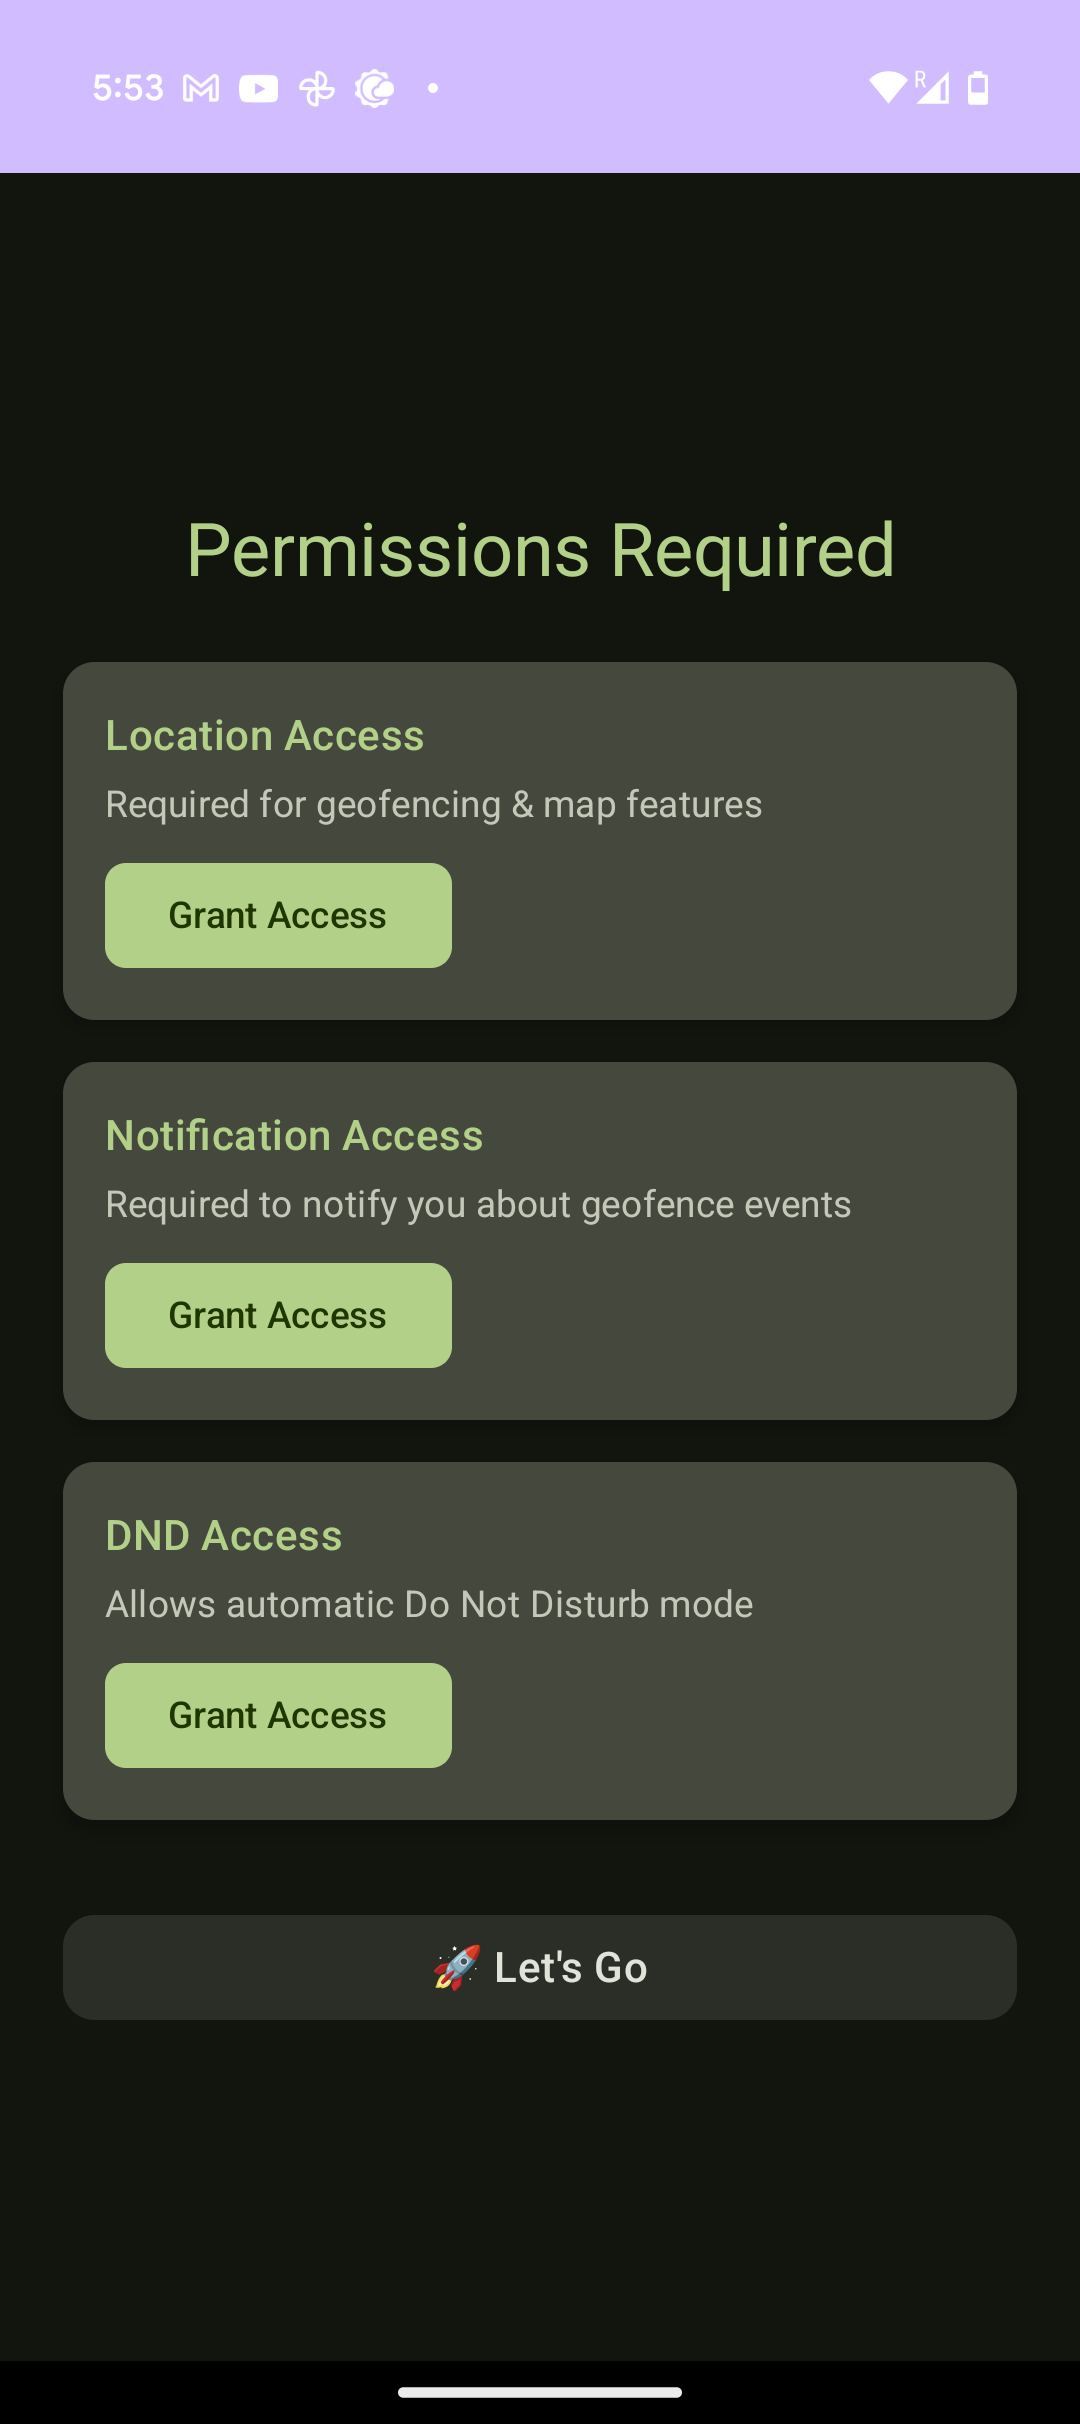 5:53
R
Permissions Required
Location Access
Required for geofencing & map features
Grant Access
Notification Access
Required to notify you about geofence events
Grant Access
DND Access
Allows automatic Do Not Disturb mode
Grant Access
🚀 Let's Go